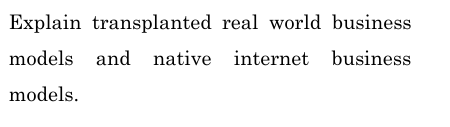 Explain transplanted real world business
models and native internet business
models.